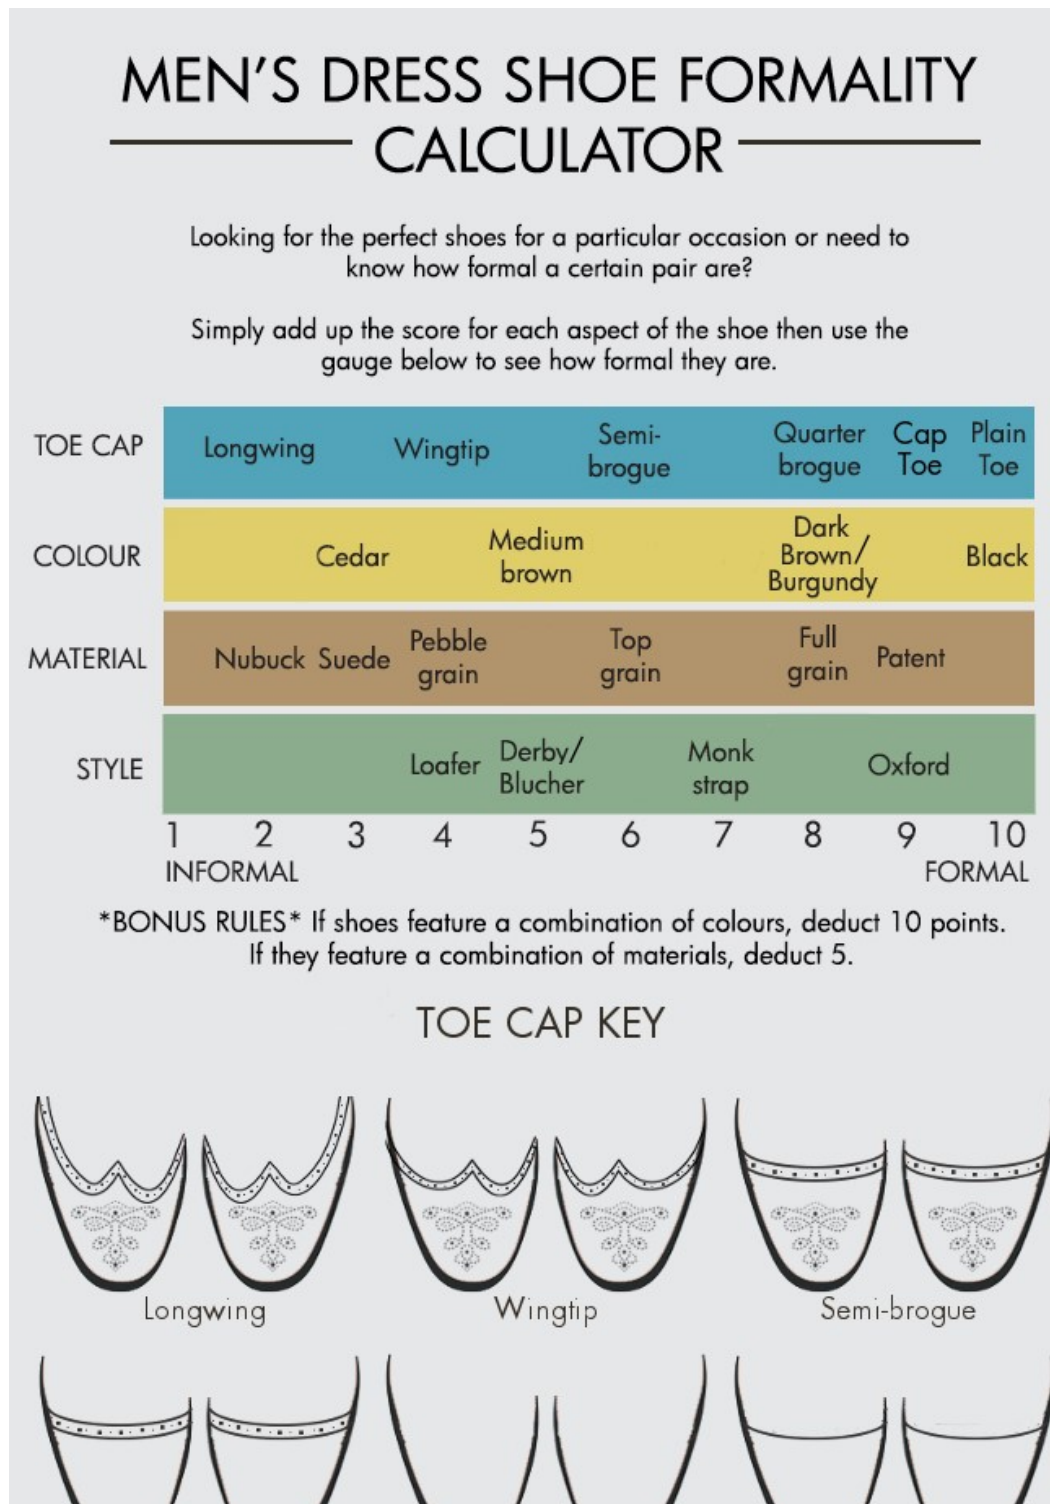 MEN'S DRESS SHOE FORMALITY
CALCULATOR
Looking for the perfect shoes for a particular occasion or need to
know how formal a certain pair are?
Simply add up the score for each aspect of the shoe then use the
gauge below to see how formal they are.
TOE CAP
Longwing
Wingtip
Semi-
brogue
Quarter
brogue
Cap
Toe
Plain
Toe
COLOUR
Cedar
Medium
brown
Dark
Brown/
Burgundy
Black
MATERIAL
Nubuck
Suede
Pebble
grain
Top
grain
Full
grain
Patent
STYLE
Loafer
Derby/
Blucher
Monk
strap
Oxford
1 2 3 4 5 6 7 8 9 10
INFORMAL
FORMAL
*BONUS RULES* If shoes feature a combination of colours, deduct 10 points.
If they feature a combination of materials, deduct 5.
TOE CAP KEY
Longwing
Wingtip
Semi-brogue